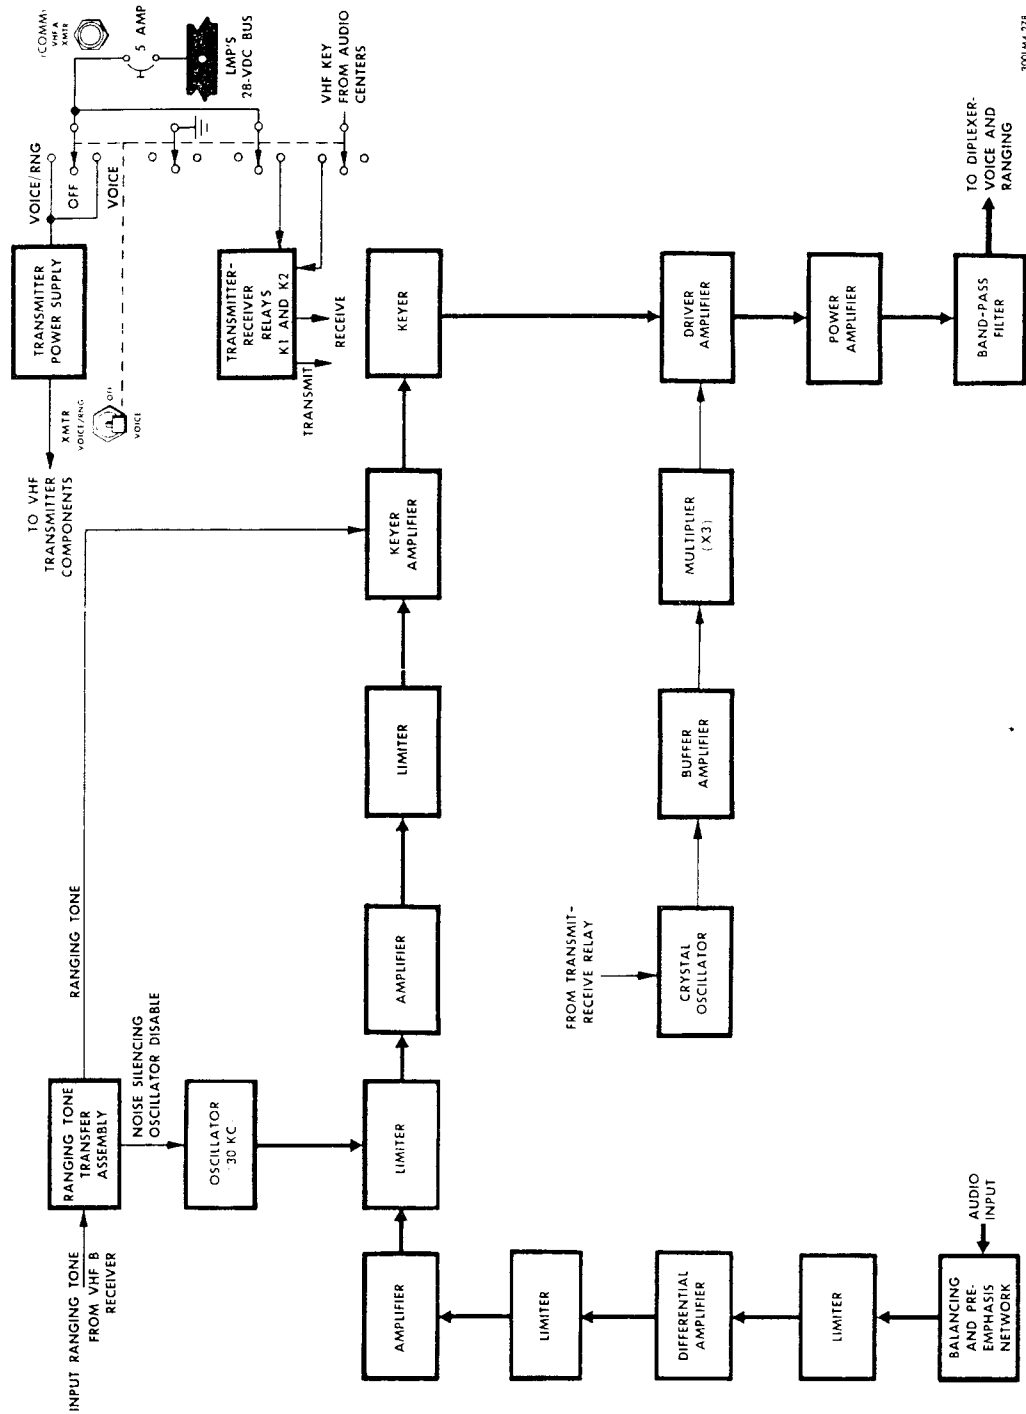 INPUT RANGING TONE
FROM VHF B
RECEIVER
RANGING TONE
TRANSFER
ASSEMBLY
RANGING TONE
NOISE SILENCING
OSCILLATOR DISABLE
OSCILLATOR
30 KC
TO VHF
TRANSMITTER
COMPONENTS
TRANSMITTER
POWER SUPPLY
XMTR
VOICE/RNG
OFF
VOICE
VOICE/RNG
OFF
VOICE
(COMM)
VHF A
XMTR
5 AMP
LMP'S
28-VDC BUS
VHF KEY
FROM AUDIO
CENTERS
TRANSMITTER-
RECEIVER
RELAYS
K1 AND K2
TRANSMIT
RECEIVE
AMPLIFIER
LIMITER
AMPLIFIER
LIMITER
KEYER
AMPLIFIER
KEYER
LIMITER
DIFFERENTIAL
AMPLIFIER
LIMITER
BALANCING
AND PRE-
EMPHASIS
NETWORK
AUDIO
INPUT
FROM TRANSMIT-
RECEIVE RELAY
CRYSTAL
OSCILLATOR
BUFFER
AMPLIFIER
MULTIPLIER
(X3)
DRIVER
AMPLIFIER
POWER
AMPLIFIER
BAND-PASS
FILTER
TO DIPLEXER-
VOICE AND
RANGING